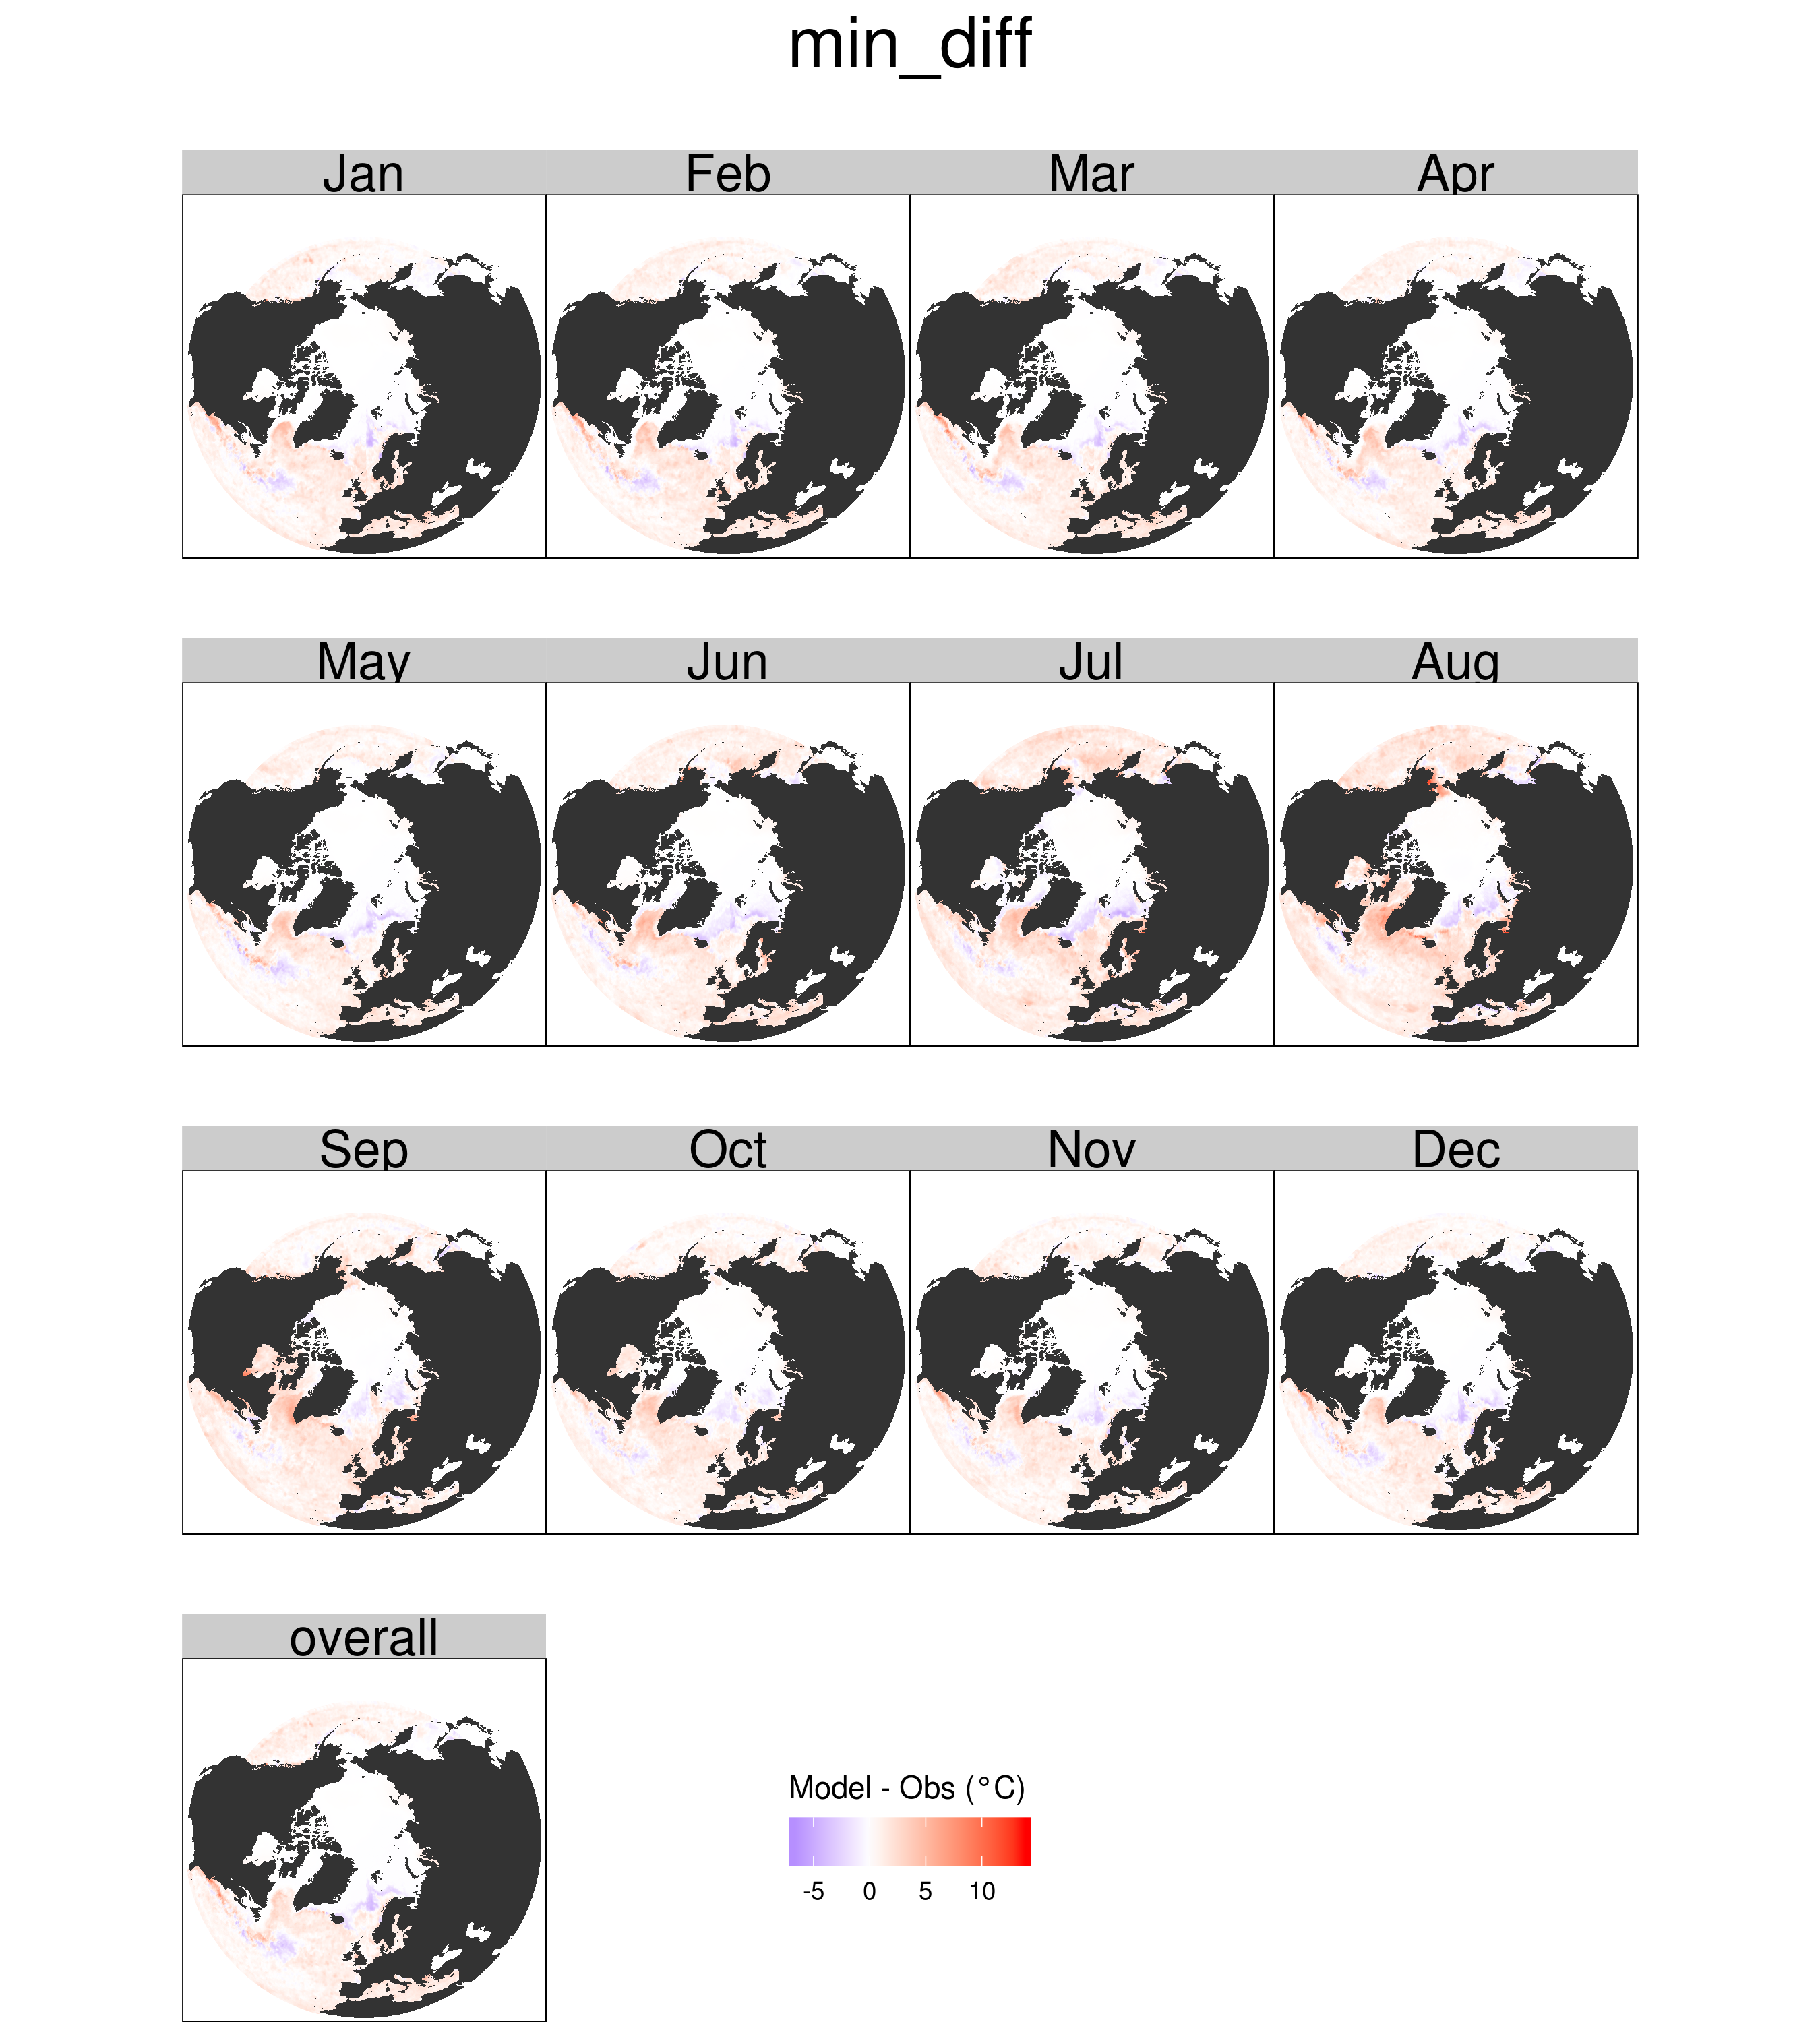 min_diff
Jan Feb Mar Apr
May Jun Jul Aug
Sep Oct Nov Dec
overall
Model - Obs (°C)
-5 0 5 10